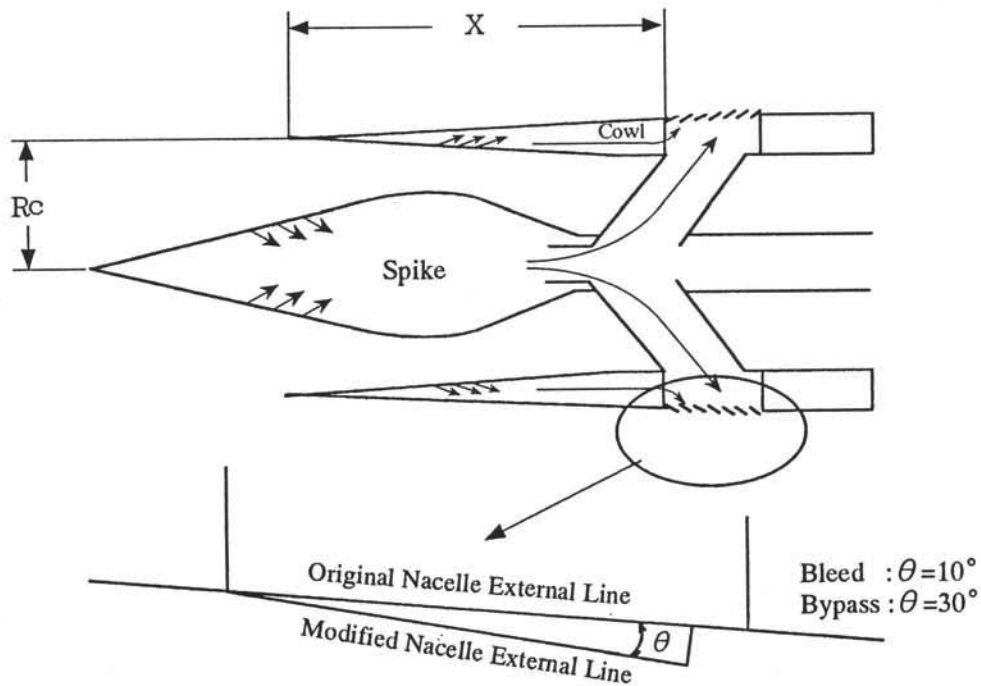 X
Cowl
Rc
Spike
Original Nacelle External Line
Modified Nacelle External Line
θ
Bleed : θ=10°
Bypass : θ=30°